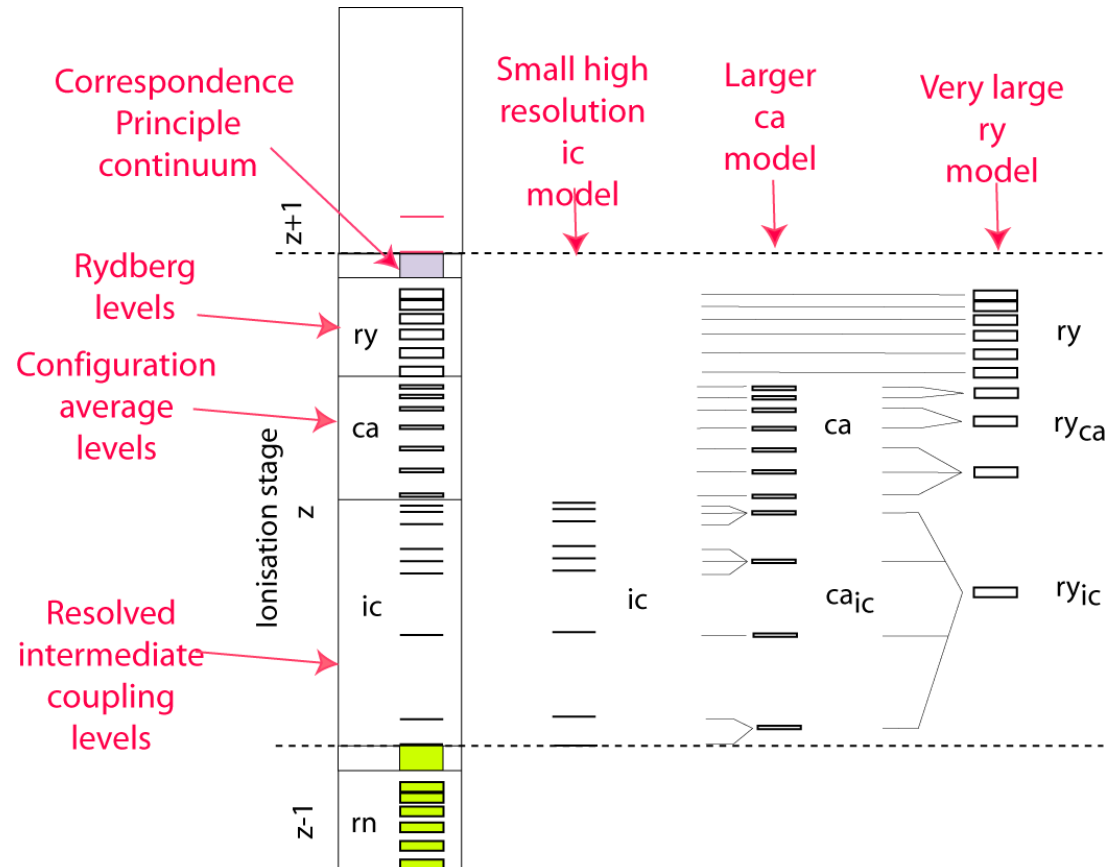 Correspondence
Principle
continuum
Small high
resolution
ic
model
Larger
ca
model
Very large
ry
model
z+1
Rydberg
levels
ry
ry
Configuration
average
levels
ca
ca
ry_ca
Ionisation stage
z
Resolved
intermediate
coupling
levels
ic
ic
ca_ic
ry_ic
z-1
rn